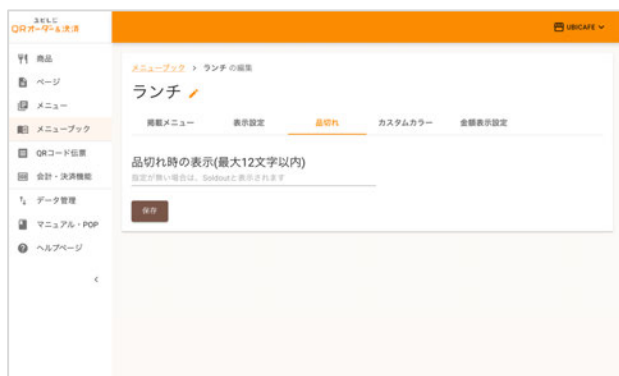 ユビレジ
QRオーダー&決済
UBICAFE
商品
ページ
メニュー
メニューブック
QRコード伝票
会計・決済機能
データ管理
マニュアル・POP
ヘルプページ
メニューブック › ランチ の編集
ランチ
掲載メニュー 表示設定 品切れ カスタムカラー 金額表示設定
品切れ時の表示(最大12文字以内)
設定が無い場合は、Soldoutと表示されます
保存